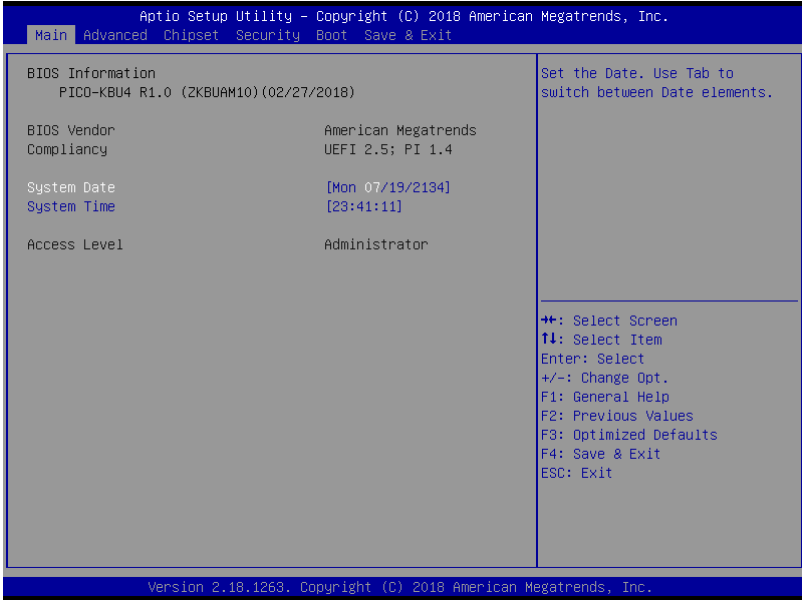 Aptio Setup Utility – Copyright (C) 2018 American Megatrends, Inc.
Main Advanced Chipset Security Boot Save & Exit
BIOS Information
PICO-KBU4 R1.0 (ZKBUAM10)(02/27/2018)
BIOS Vendor American Megatrends
Compliancy UEFI 2.5; PI 1.4
System Date [Mon 07/19/2134]
System Time [23:41:11]
Access Level Administrator
Set the Date. Use Tab to
switch between Date elements.
→←: Select Screen
↑↓: Select Item
Enter: Select
+/-: Change Opt.
F1: General Help
F2: Previous Values
F3: Optimized Defaults
F4: Save & Exit
ESC: Exit
Version 2.18.1263. Copyright (C) 2018 American Megatrends, Inc.